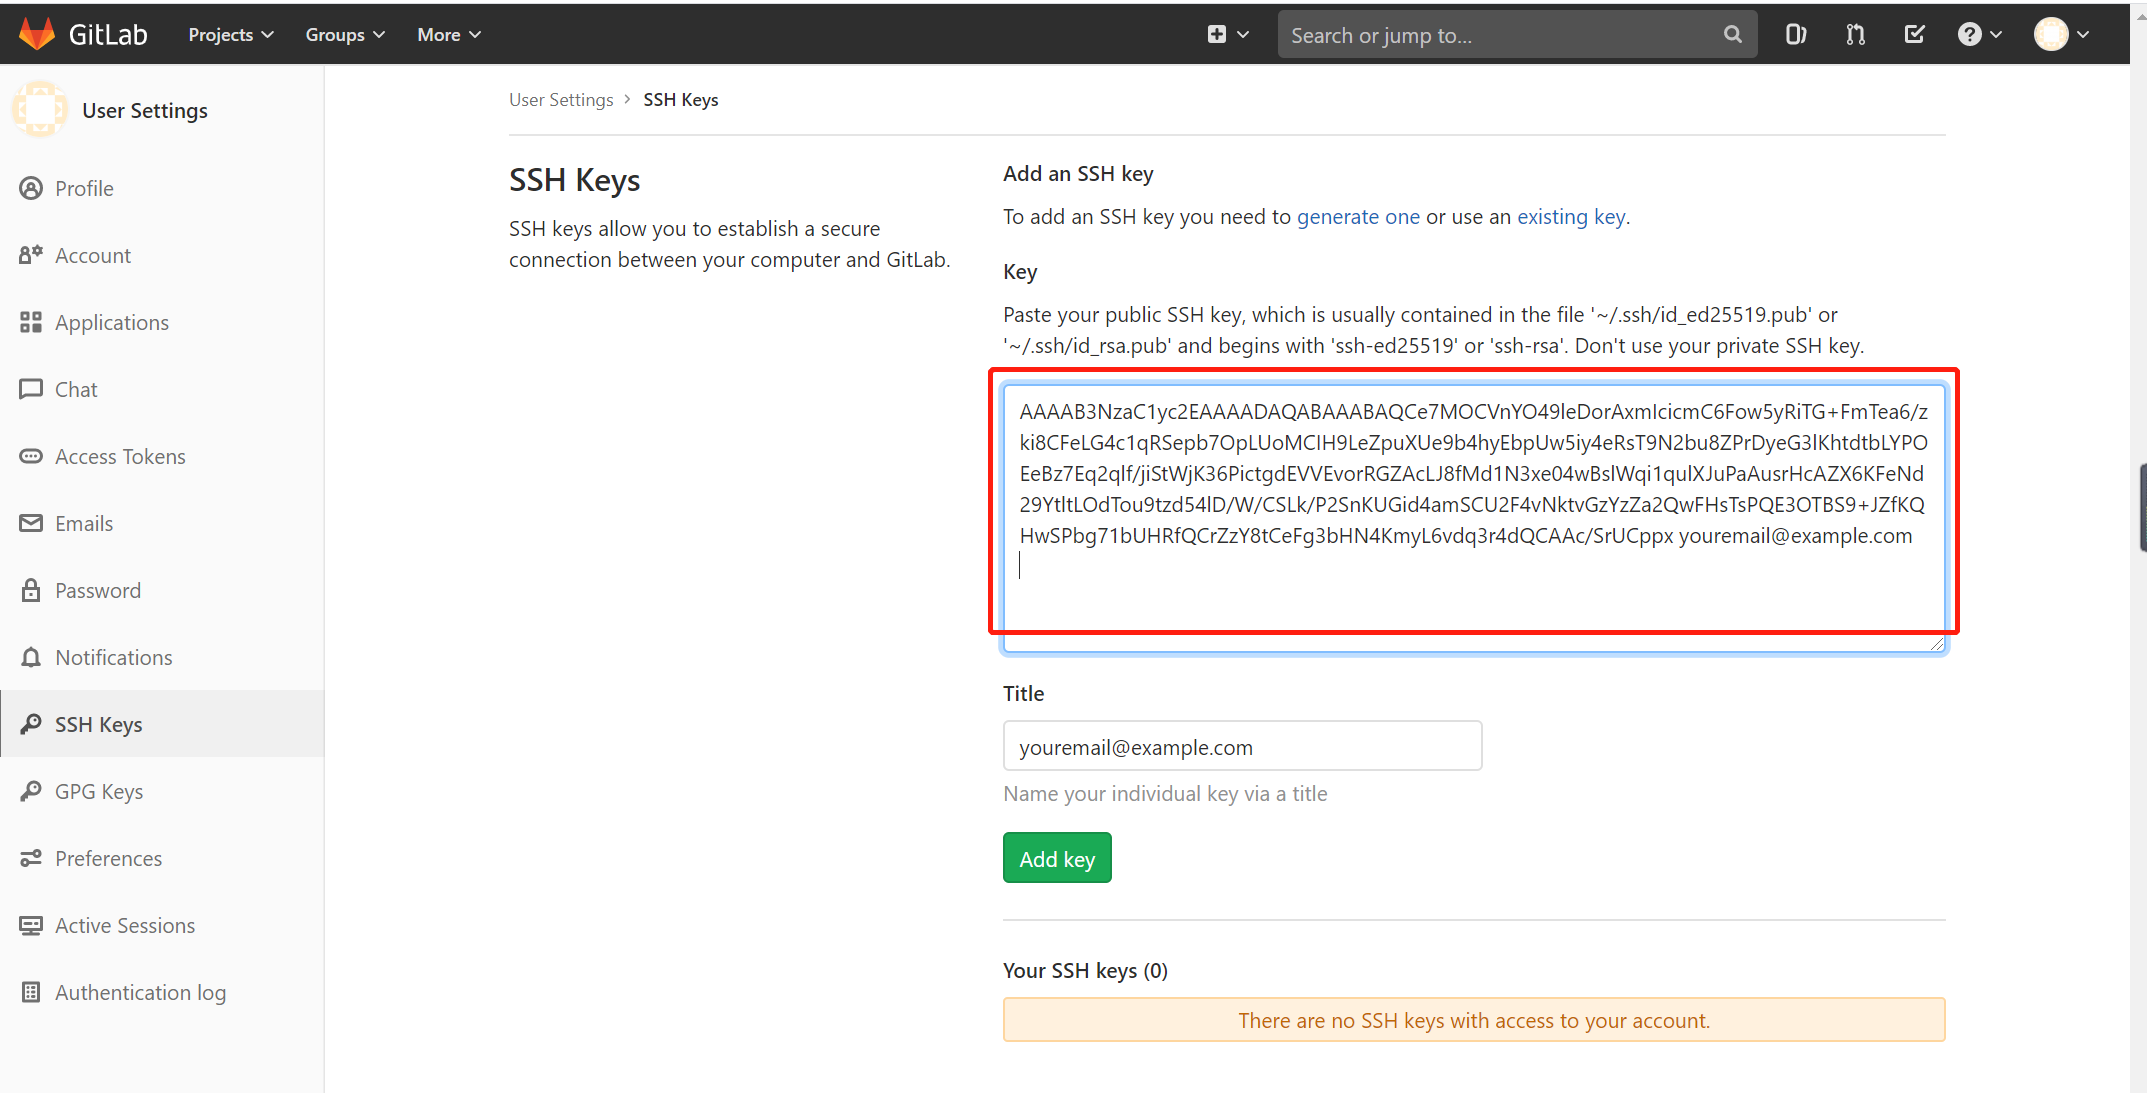 GitLab Projects Groups More Search or jump to...
User Settings
Profile
Account
Applications
Chat
Access Tokens
Emails
Password
Notifications
SSH Keys
GPG Keys
Preferences
Active Sessions
Authentication log
User Settings > SSH Keys
SSH Keys
SSH keys allow you to establish a secure
connection between your computer and GitLab.
Add an SSH key
To add an SSH key you need to generate one or use an existing key.
Key
Paste your public SSH key, which is usually contained in the file '~/.ssh/id_ed25519.pub' or
'~/.ssh/id_rsa.pub' and begins with 'ssh-ed25519' or 'ssh-rsa'. Don't use your private SSH key.
AAAAB3NzaC1yc2EAAAADAQABAAABAQCe7MOCVnYO49leDorAxmIcicmC6Fow5yRiTG+FmTea6/z
ki8CFeLG4c1qRSepb7OpLUoMCIH9LeZpuXUe9b4hyEbpUw5iy4eRsT9N2bu8ZPrDyeG3lKhtdtbLYPO
EeBz7Eq2qlf/jiStWjK36PictgdEVVEvorRGZAcLJ8fMd1N3xe04wBslWqi1qulXJuPaAusrHcAZX6KFeNd
29YtltLOdTou9tzd54lD/W/CSLk/P2SnKUGid4amSCU2F4vNktvGzYzZa2QwFHsTsPQE3OTBS9+JZfKQ
HwSPbg71bUHRfQCrZzY8tCeFg3bHN4KmyL6vdq3r4dQCAAc/SrUCppx youremail@example.com
Title
youremail@example.com
Name your individual key via a title
Add key
Your SSH keys (0)
There are no SSH keys with access to your account.